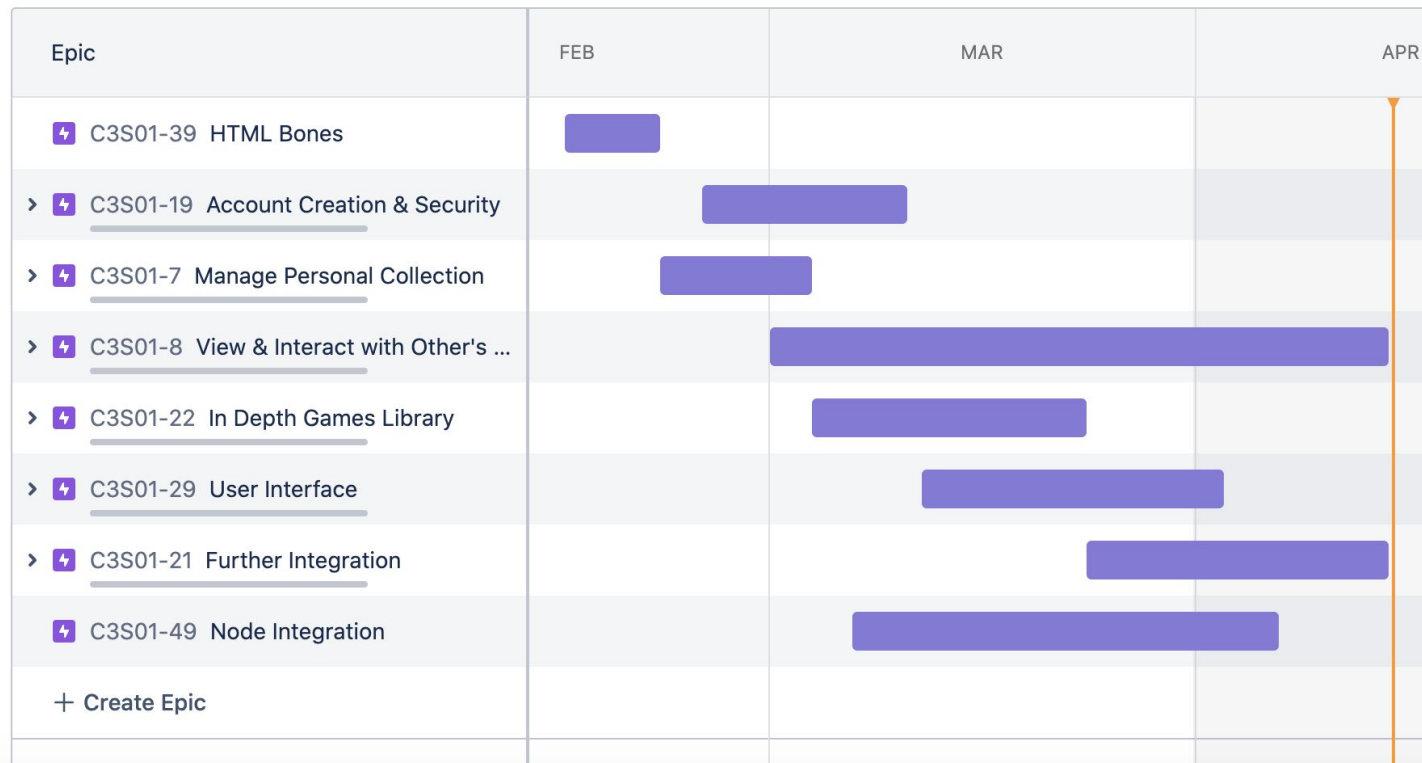 Epic
FEB
MAR
APR
C3S01-39 HTML Bones
C3S01-19 Account Creation & Security
C3S01-7 Manage Personal Collection
C3S01-8 View & Interact with Other's ...
C3S01-22 In Depth Games Library
C3S01-29 User Interface
C3S01-21 Further Integration
C3S01-49 Node Integration
+ Create Epic